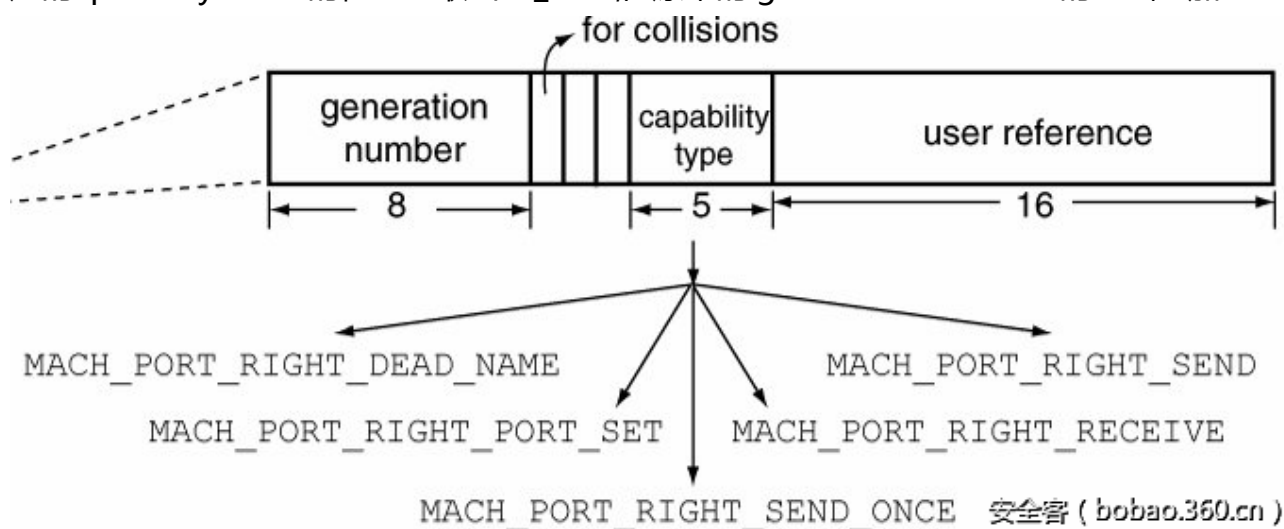 for collisions
generation
number
capability
type
user reference
8
5
16
MACH_PORT_RIGHT_DEAD_NAME
MACH_PORT_RIGHT_SEND
MACH_PORT_RIGHT_PORT_SET
MACH_PORT_RIGHT_RECEIVE
MACH_PORT_RIGHT_SEND_ONCE
安全客 ( bobao.360.cn )